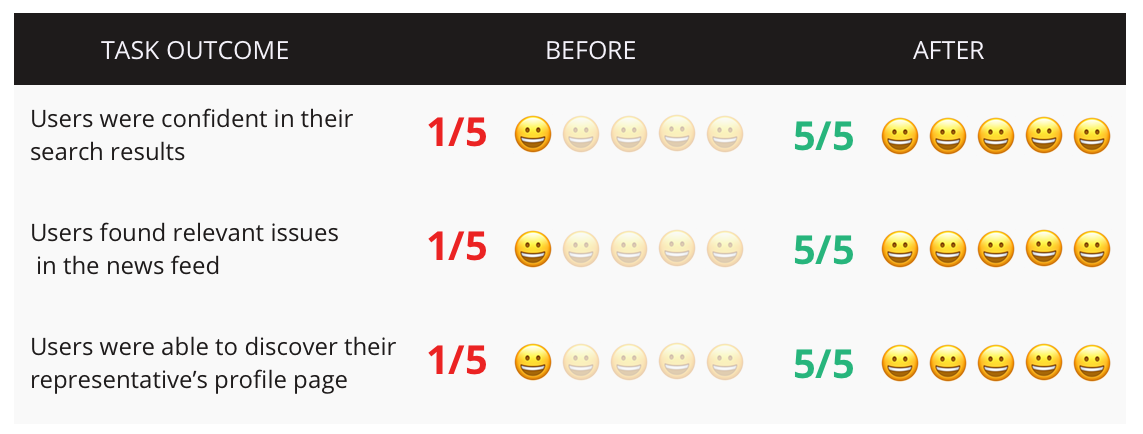 TASK OUTCOME BEFORE AFTER
Users were confident in their
search results
1/5 5/5
Users found relevant issues
in the news feed
1/5 5/5
Users were able to discover their
representative’s profile page
1/5 5/5